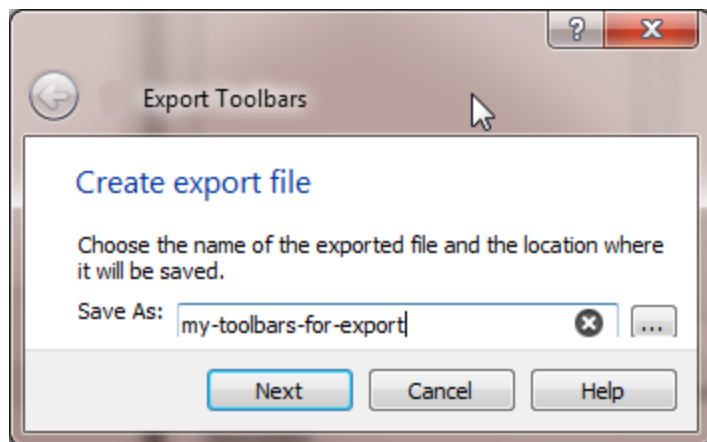 ?
Export Toolbars
Create export file
Choose the name of the exported file and the location where
it will be saved.
Save As: my-toolbars-for-export ...
Next Cancel Help